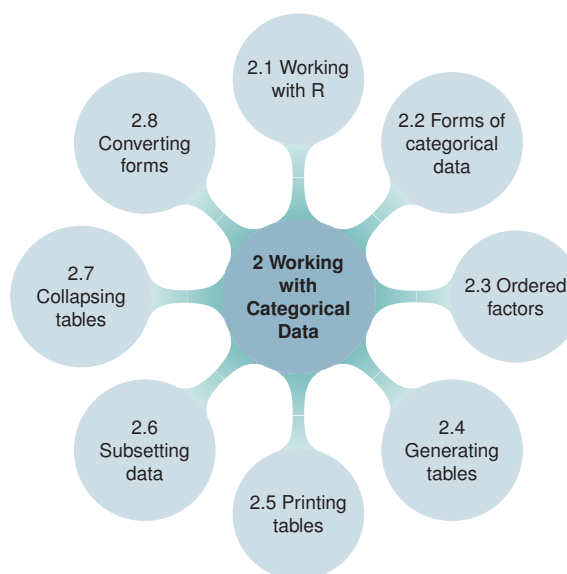 2.1 Working
with R
2.2 Forms of
categorical
data
2.3 Ordered
factors
2.4
Generating
tables
2.5 Printing
tables
2.6
Subsetting
data
2.7
Collapsing
tables
2.8
Converting
forms
2 Working
with
Categorical
Data